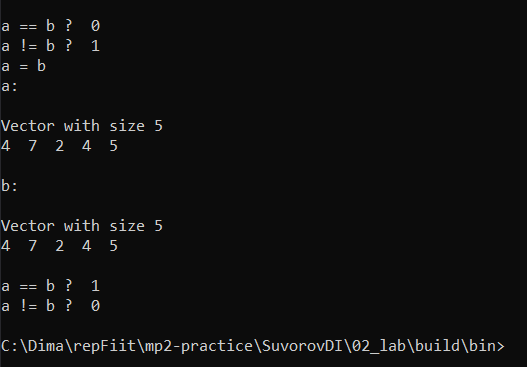 a == b ?  0
a != b ?  1
a = b
a:
Vector with size 5
4  7  2  4  5
b:
Vector with size 5
4  7  2  4  5
a == b ?  1
a != b ?  0
C:\Dima\repFiit\mp2-practice\SuvorovDI\02_lab\build\bin>